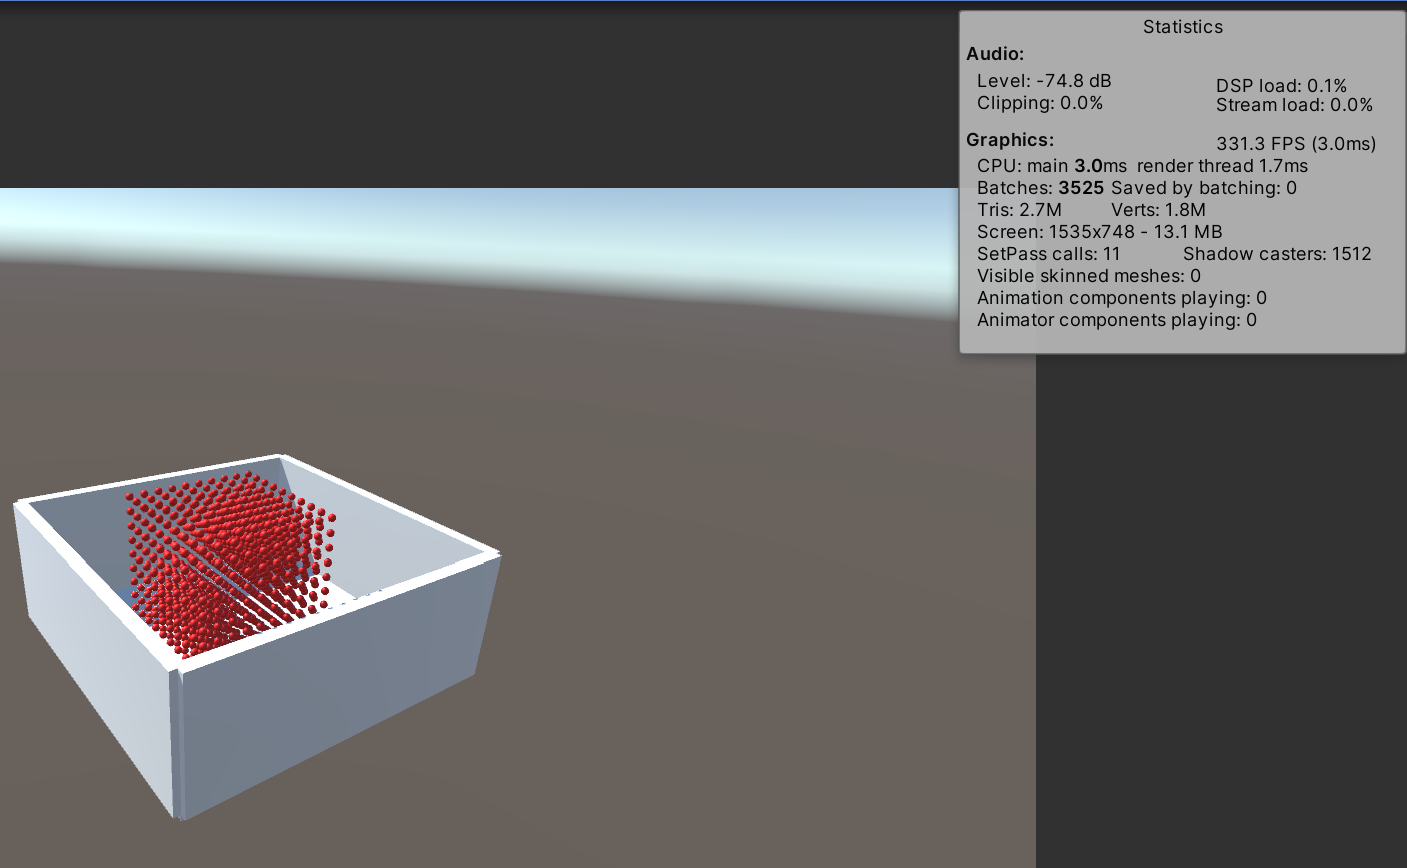 Statistics
Audio:
Level: -74.8 dB DSP load: 0.1%
Clipping: 0.0% Stream load: 0.0%
Graphics: 331.3 FPS (3.0ms)
CPU: main 3.0ms render thread 1.7ms
Batches: 3525 Saved by batching: 0
Tris: 2.7M Verts: 1.8M
Screen: 1535x748 - 13.1 MB
SetPass calls: 11 Shadow casters: 1512
Visible skinned meshes: 0
Animation components playing: 0
Animator components playing: 0